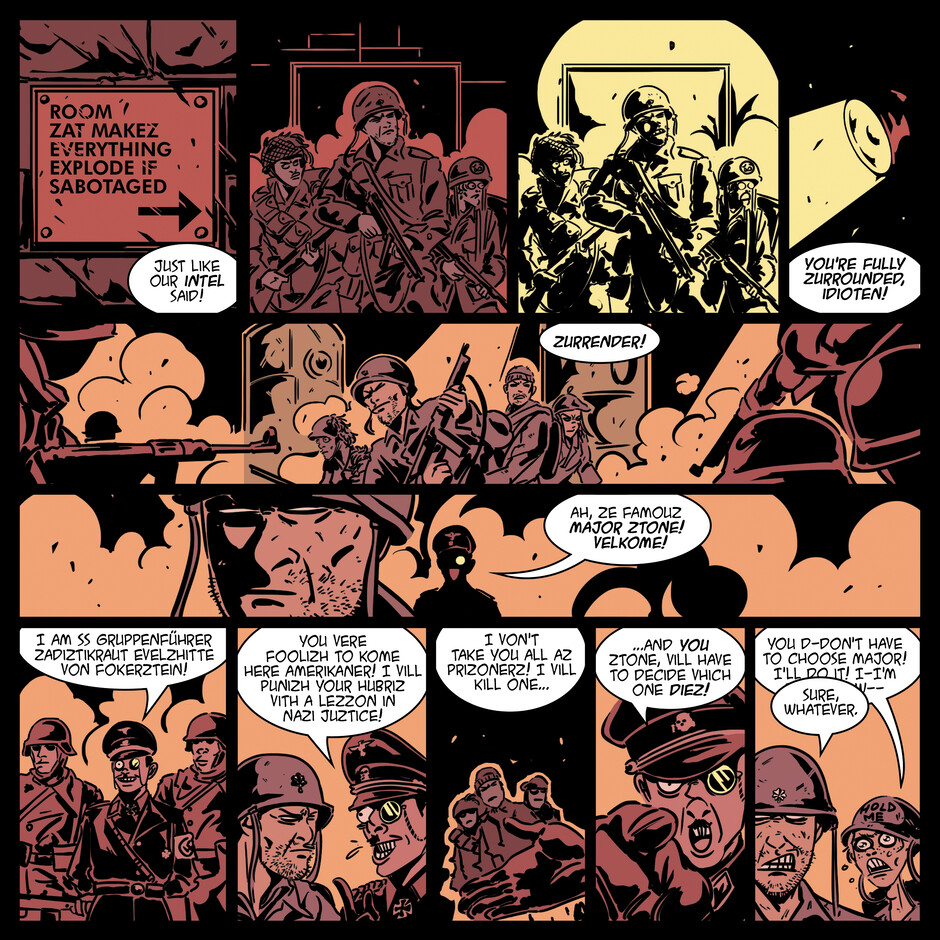 ROOM
ZAT MAKEZ
EVERYTHING
EXPLODE IF
SABOTAGED
JUST LIKE
OUR INTEL
SAID!
YOU'RE FULLY
ZURROUNDED,
IDIOTEN!
ZURRENDER!
AH, ZE FAMOUZ
MAJOR ZTONE!
VELKOME!
I AM SS GRUPPENFÜHRER
ZADIZTIKRAUT EVELZHITTE
VON FOKERZTEIN!
YOU VERE
FOOLIZH TO KOME
HERE AMERIKANER! I VILL
PUNIZH YOUR HUBRIZ
VITH A LEZZON IN
NAZI JUZTICE!
I VON'T
TAKE YOU ALL AZ
PRIZONERZ! I VILL
KILL ONE...
...AND YOU
ZTONE, VILL HAVE
TO DECIDE VHICH
ONE DIEZ!
YOU D-DON'T HAVE
TO CHOOSE MAJOR!
I'LL DO IT! I-I'M
SURE,
WHATEVER.
HOLD
ME